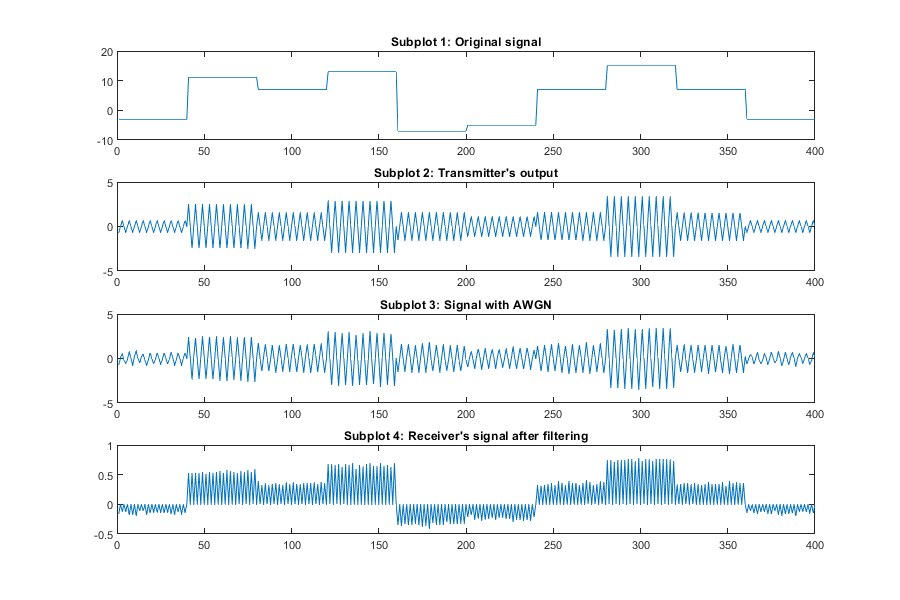 Subplot 1: Original signal
20
10
0
-10
0 50 100 150 200 250 300 350 400
Subplot 2: Transmitter's output
5
0
-5
0 50 100 150 200 250 300 350 400
Subplot 3: Signal with AWGN
5
0
-5
0 50 100 150 200 250 300 350 400
Subplot 4: Receiver's signal after filtering
1
0.5
0
-0.5
0 50 100 150 200 250 300 350 400